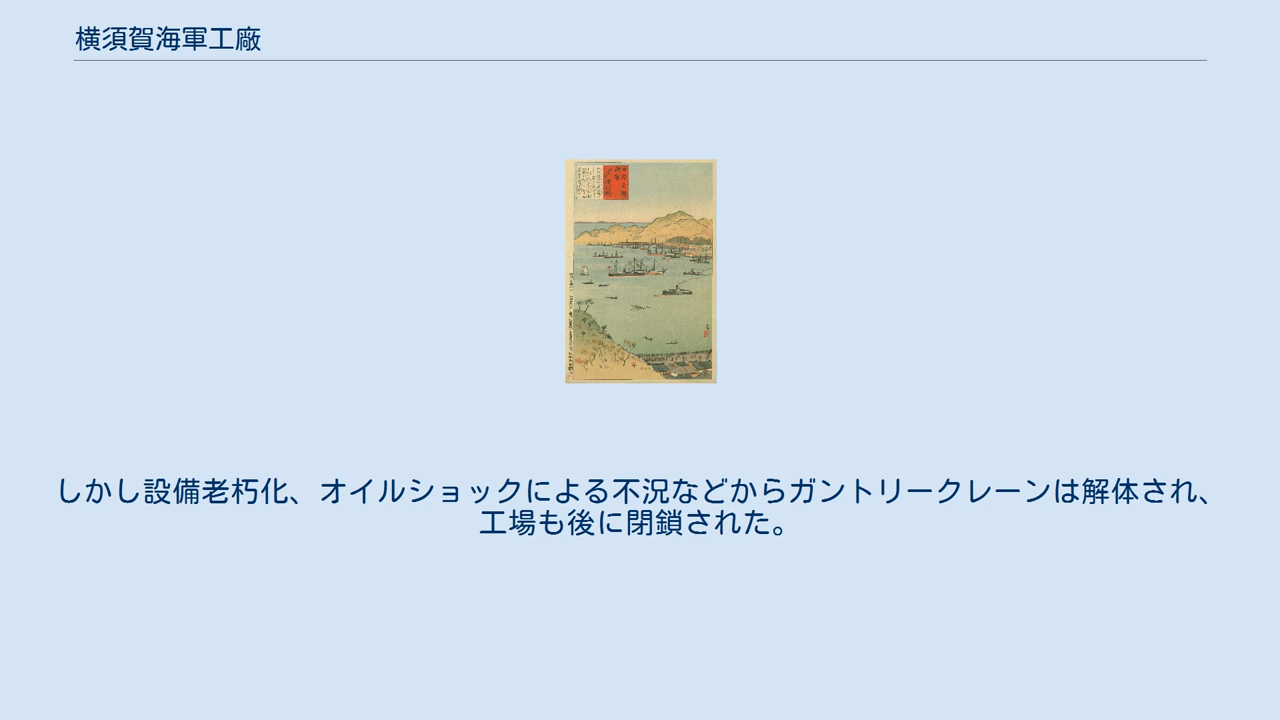 横須賀海軍工廠
しかし設備老朽化、オイルショックによる不況などからガントリークレーンは解体され、
工場も後に閉鎖された。